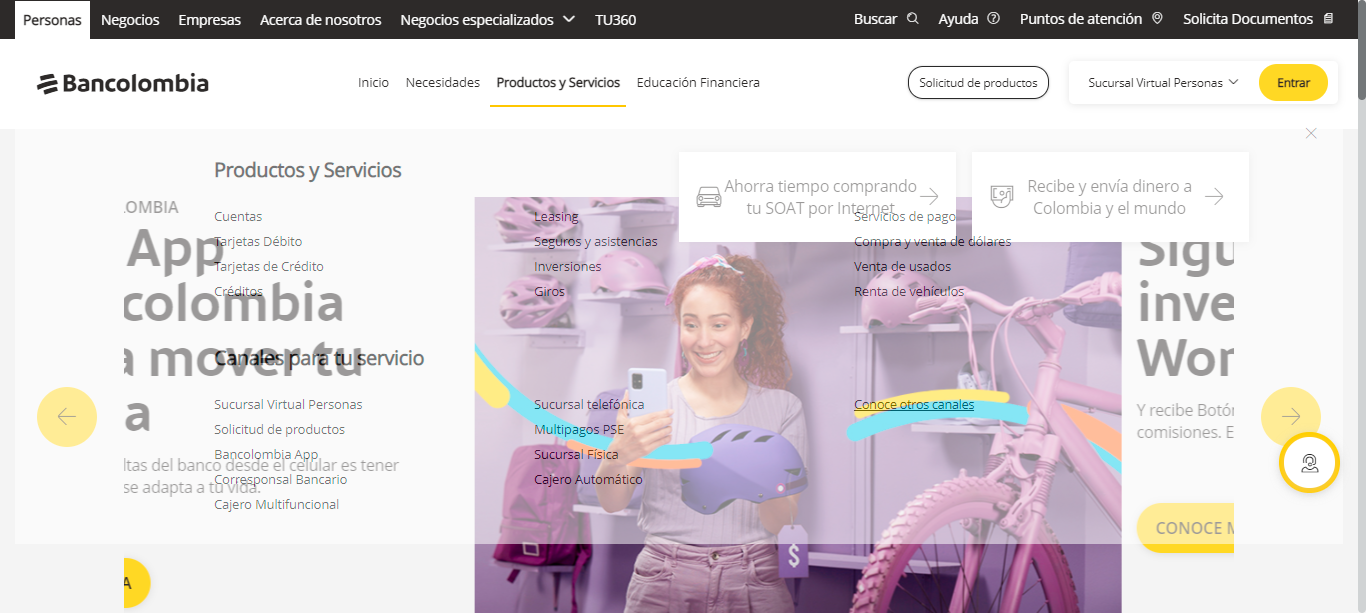 Personas Negocios Empresas Acerca de nosotros Negocios especializados TU360 Buscar Ayuda Puntos de atención Solicita Documentos
Bancolombia Inicio Necesidades Productos y Servicios Educación Financiera Solicitud de productos Sucursal Virtual Personas Entrar
Productos y Servicios
Cuentas
Tarjetas Débito
Tarjetas de Crédito
Créditos
Leasing
Seguros y asistencias
Inversiones
Giros
Servicios de pago
Compra y venta de dólares
Venta de usados
Renta de vehículos
Ahorra tiempo comprando
tu SOAT por Internet
Recibe y envía dinero a
Colombia y el mundo
Canales para tu servicio
Sucursal Virtual Personas
Solicitud de productos
Bancolombia App
Corresponsal Bancario
Cajero Multifuncional
Sucursal telefónica
Multipagos PSE
Sucursal Física
Cajero Automático
Conoce otros canales
OMBIA
App
colombia
a mover tu
a
ltas del banco desde el celular es tener
se adapta a tu vida.
A
$
Sigu
inve
Wor
Y recibe Botór
comisiones. E
CONOCE M